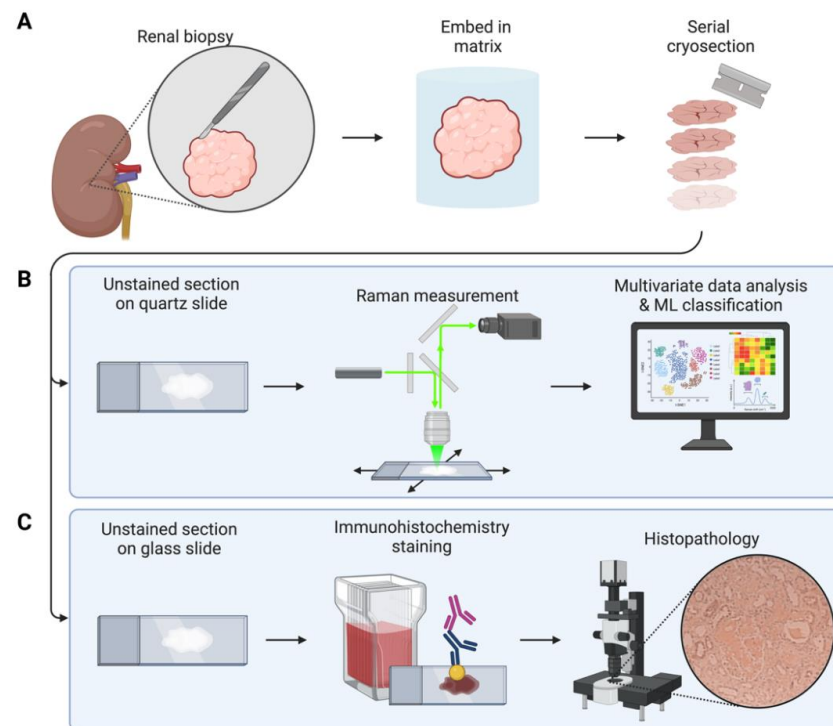 A
Renal biopsy
Embed in
matrix
Serial
cryosection
B
Unstained section
on quartz slide
Raman measurement
Multivariate data analysis
& ML classification
C
Unstained section
on glass slide
Immunohistochemistry
staining
Histopathology